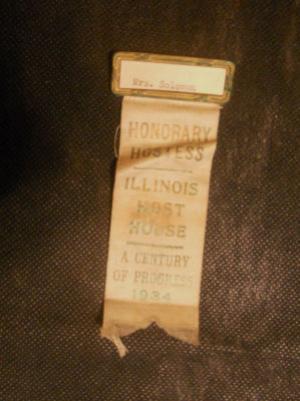 Mrs. Solomon
HONORARY
HOSTESS
ILLINOIS
HOST
HOUSE
A CENTURY
OF PROGRESS
1934